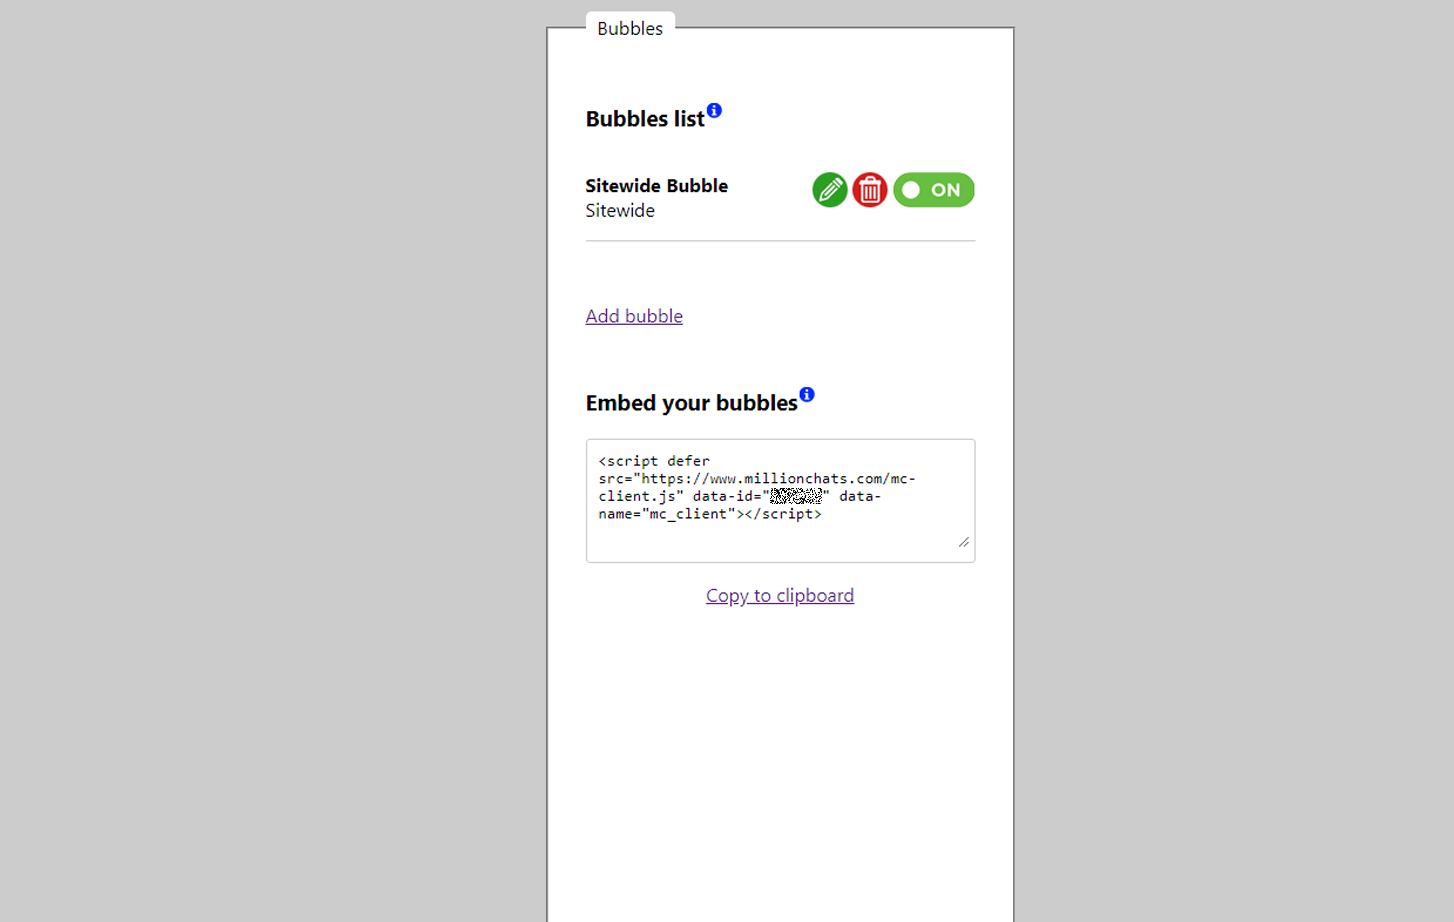 Bubbles
Bubbles list
Sitewide Bubble
ON
Sitewide
Add bubble
Embed your bubbles
<script defer
src="https://www.millionchats.com/mc-
client.js" data-id="" data-
name="mc_client"></script>
Copy to clipboard